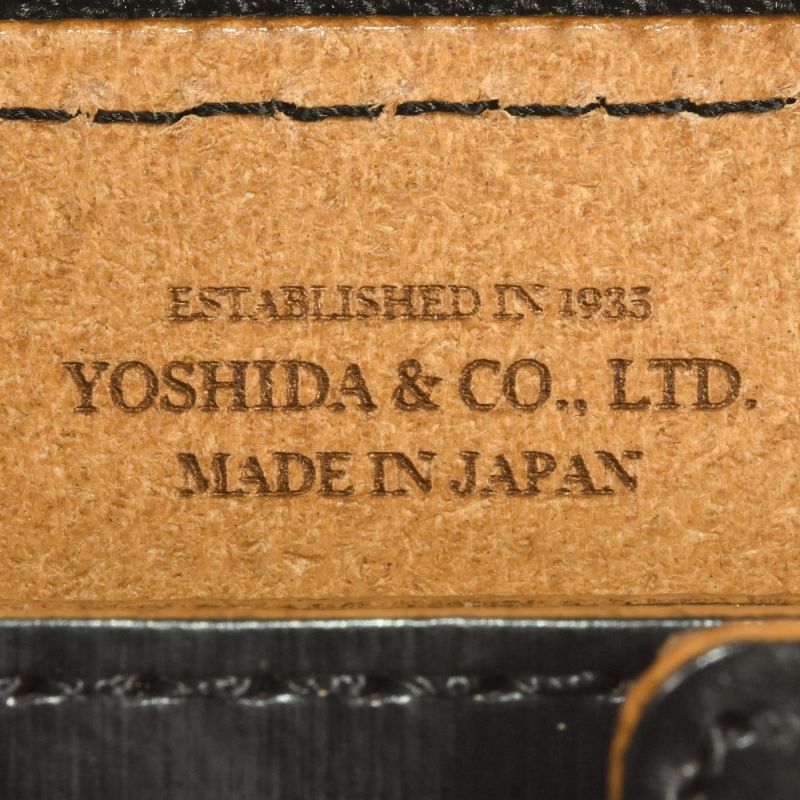 ESTABLISHED IN 1935
YOSHIDA & CO., LTD.
MADE IN JAPAN